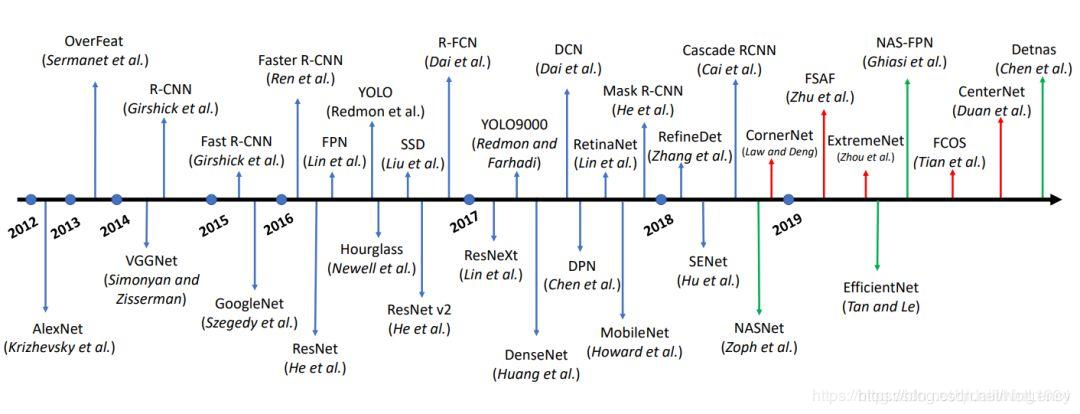 OverFeat
(Sermanet et al.)
R-CNN
(Girshick et al.)
Fast R-CNN
(Girshick et al.)
Faster R-CNN
(Ren et al.)
FPN
(Lin et al.)
YOLO
(Redmon et al.)
SSD
(Liu et al.)
R-FCN
(Dai et al.)
YOLO9000
(Redmon and
Farhadi)
DCN
(Dai et al.)
RetinaNet
(Lin et al.)
Mask R-CNN
(He et al.)
RefineDet
(Zhang et al.)
Cascade RCNN
(Cai et al.)
CornerNet
(Law and Deng)
FSAF
(Zhu et al.)
ExtremeNet
(Zhou et al.)
NAS-FPN
(Ghiasi et al.)
FCOS
(Tian et al.)
CenterNet
(Duan et al.)
Detnas
(Chen et al.)
2012
2013
2014
2015
2016
2017
2018
2019
AlexNet
(Krizhevsky et al.)
VGGNet
(Simonyan and
Zisserman)
GoogleNet
(Szegedy et al.)
ResNet
(He et al.)
Hourglass
(Newell et al.)
ResNet v2
(He et al.)
ResNeXt
(Lin et al.)
DenseNet
(Huang et al.)
DPN
(Chen et al.)
MobileNet
(Howard et al.)
SENet
(Hu et al.)
NASNet
(Zoph et al.)
EfficientNet
(Tan and Le)